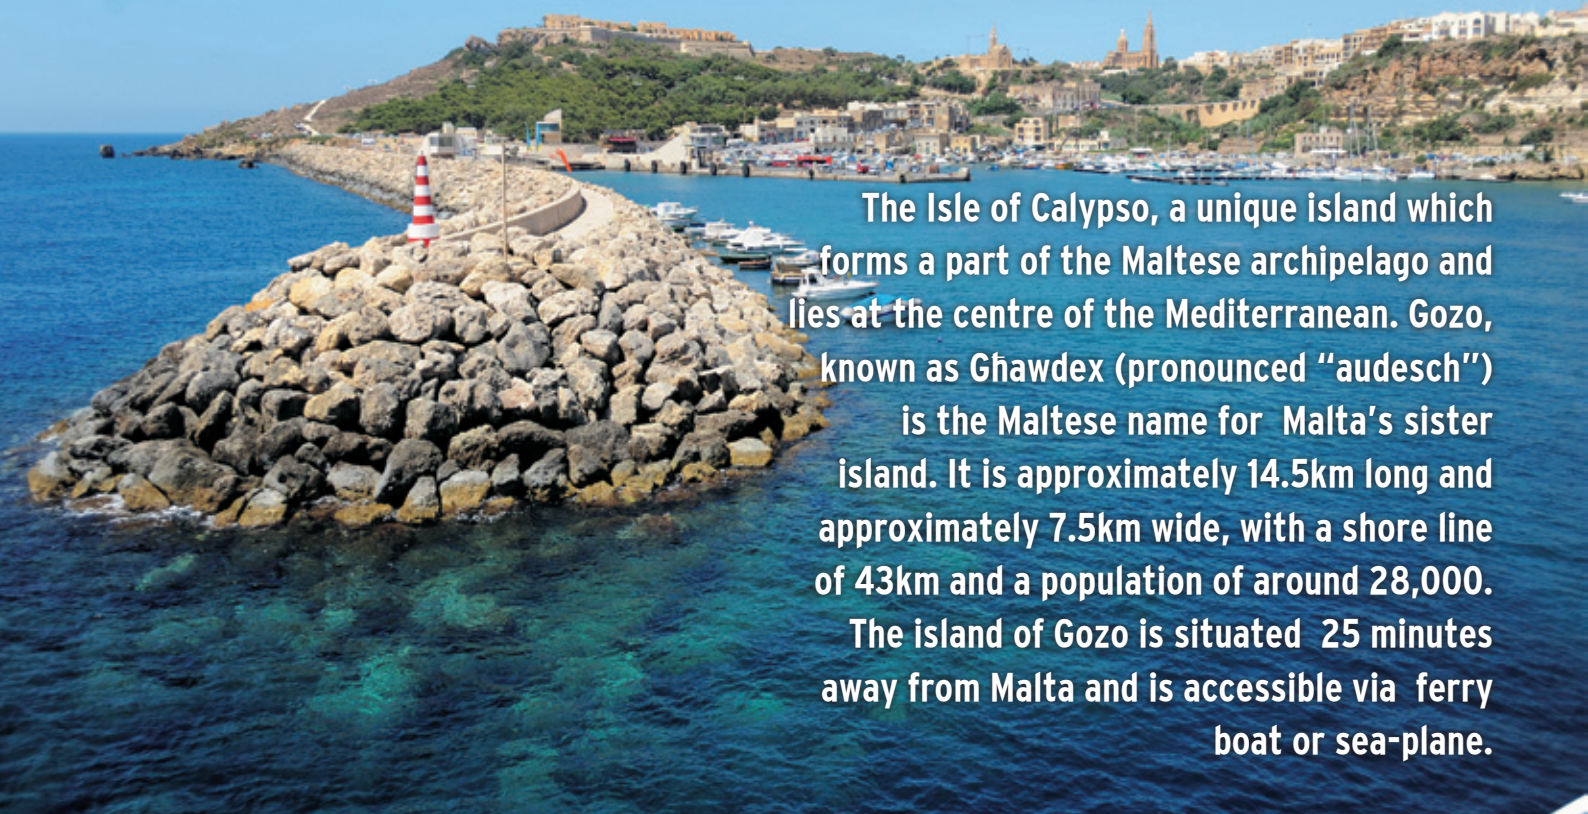 The Isle of Calypso, a unique island which
forms a part of the Maltese archipelago and
lies at the centre of the Mediterranean. Gozo,
known as Għawdex (pronounced “audesch”)
is the Maltese name for  Malta’s sister
island. It is approximately 14.5km long and
approximately 7.5km wide, with a shore line
of 43km and a population of around 28,000.
The island of Gozo is situated  25 minutes
away from Malta and is accessible via  ferry
boat or sea-plane.